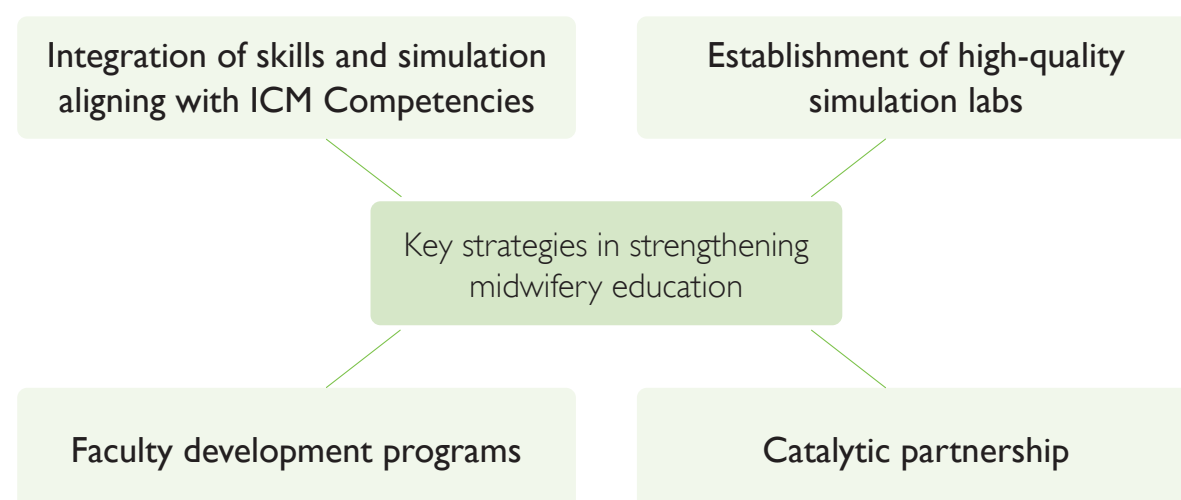 Integration of skills and simulation
aligning with ICM Competencies
Establishment of high-quality
simulation labs
Key strategies in strengthening
midwifery education
Faculty development programs
Catalytic partnership